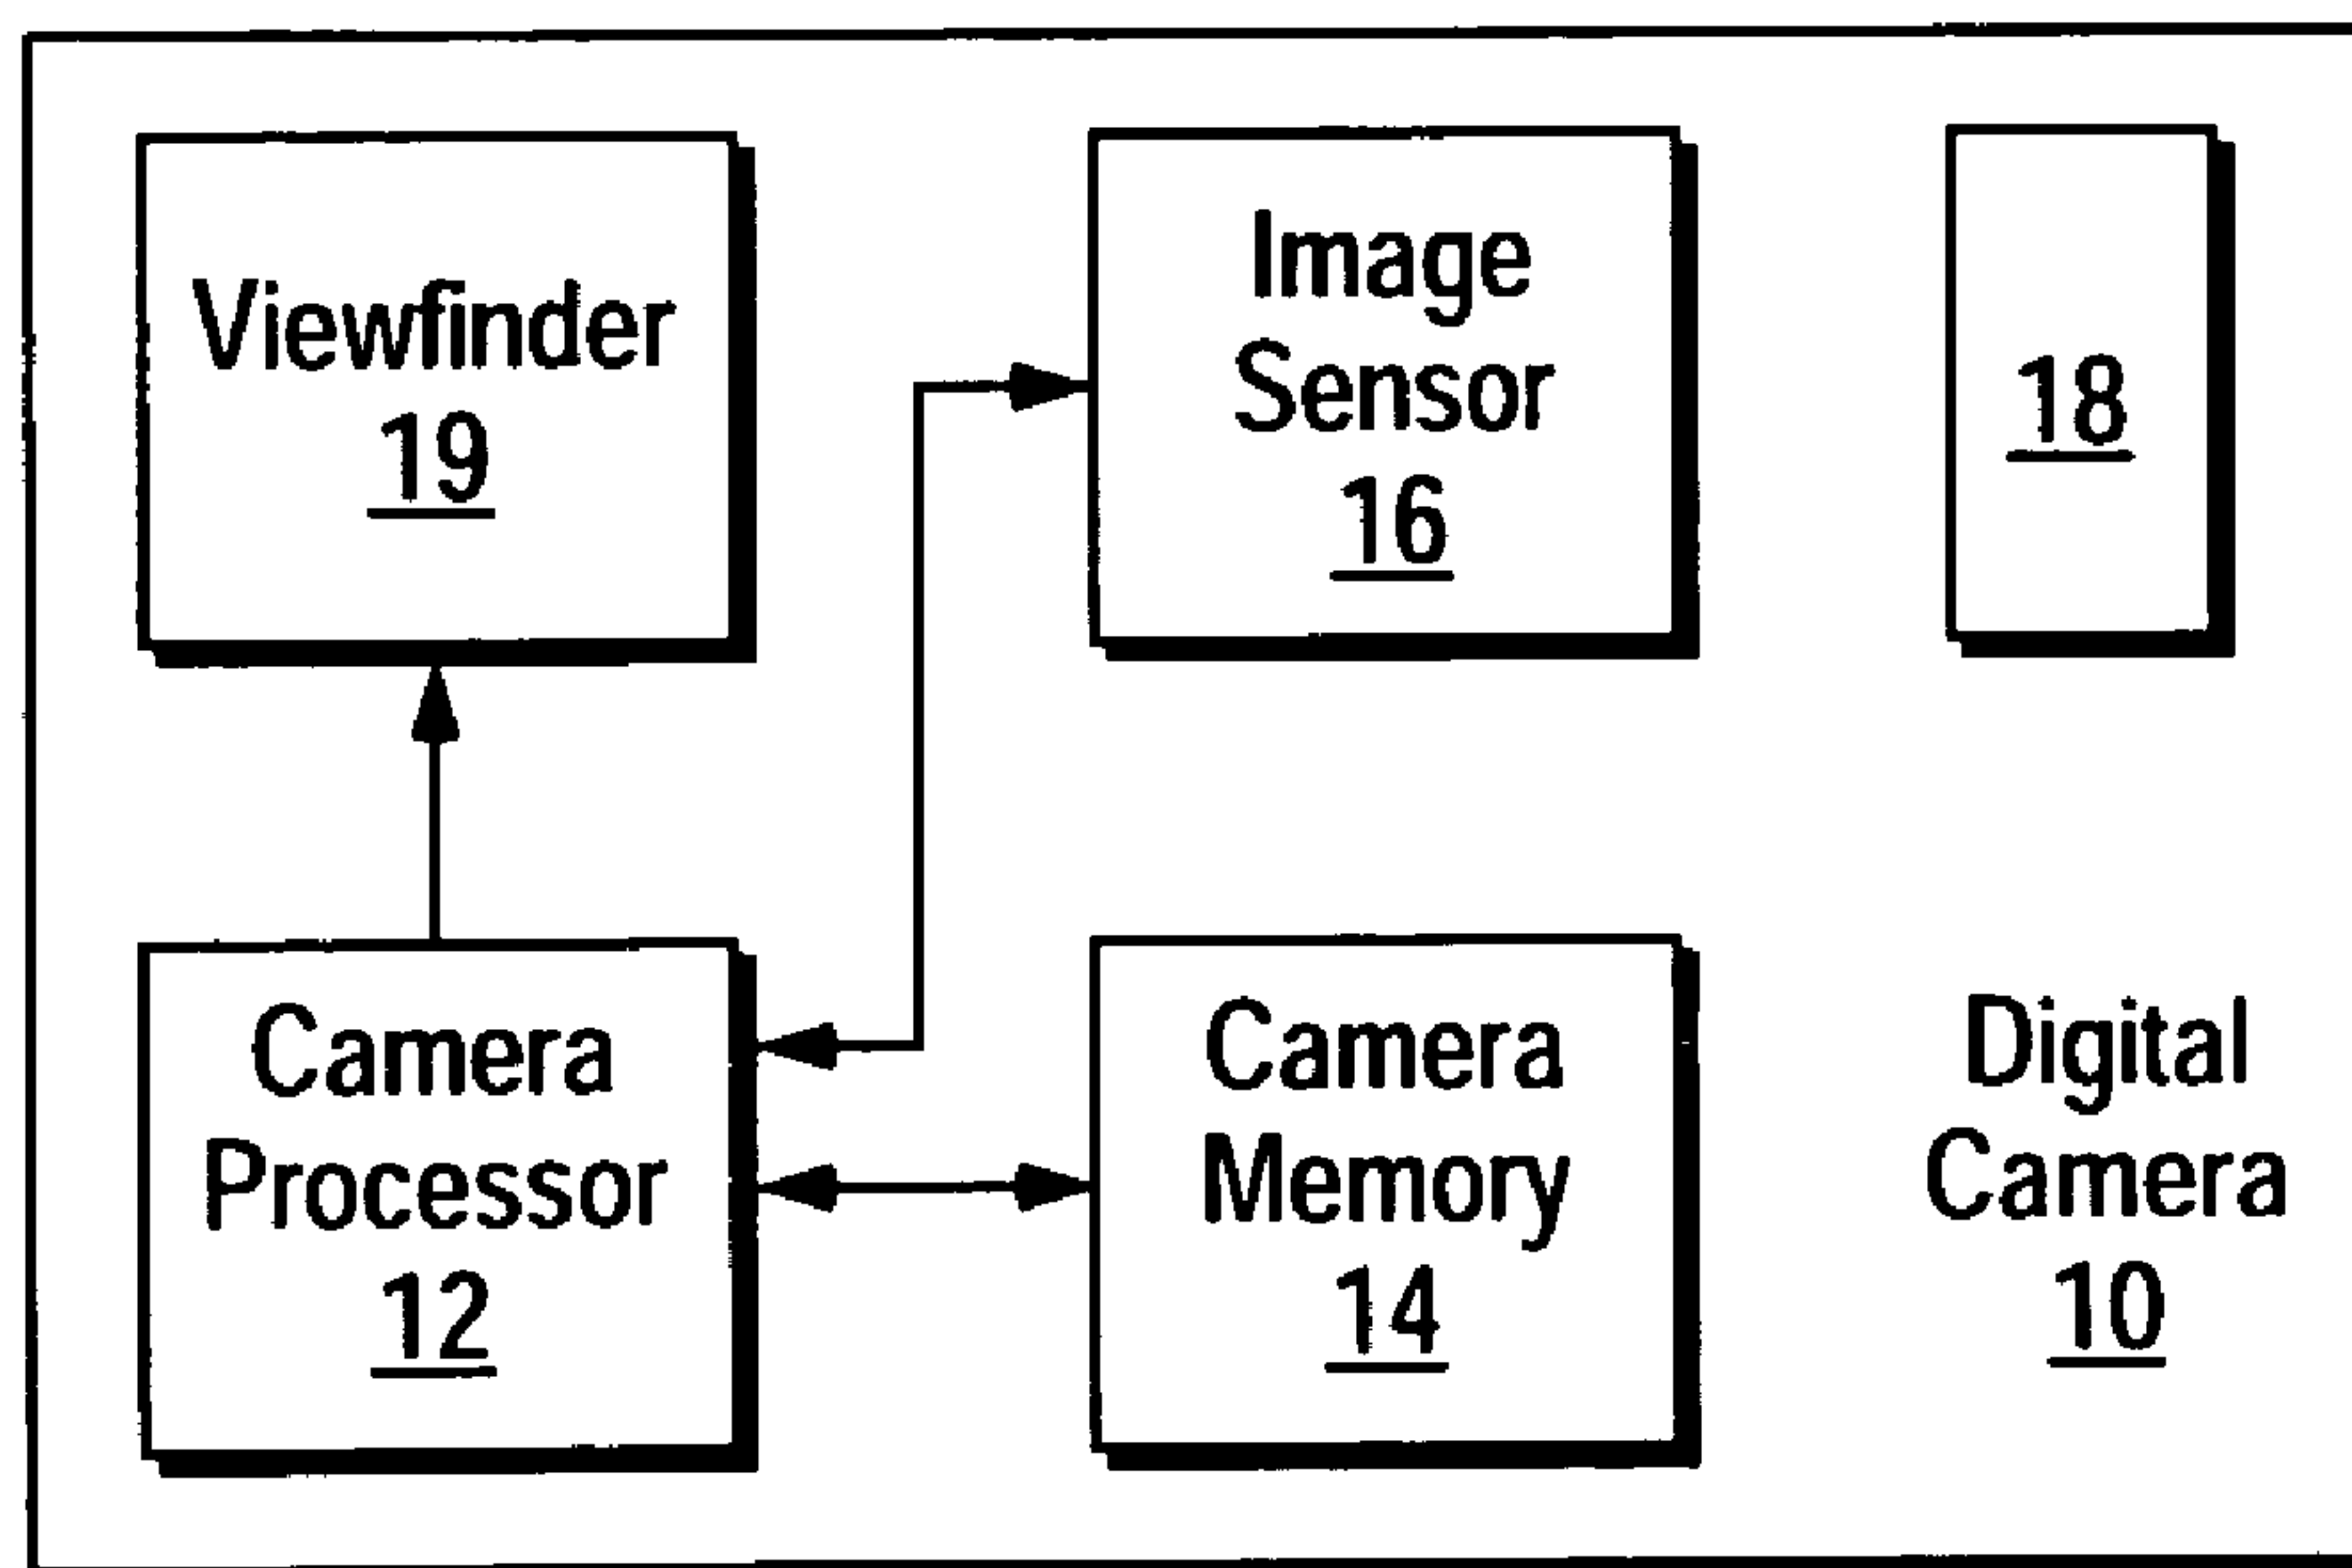 Viewfinder
19
Image
Sensor
16
18
Camera
Processor
12
Camera
Memory
14
Digital
Camera
10